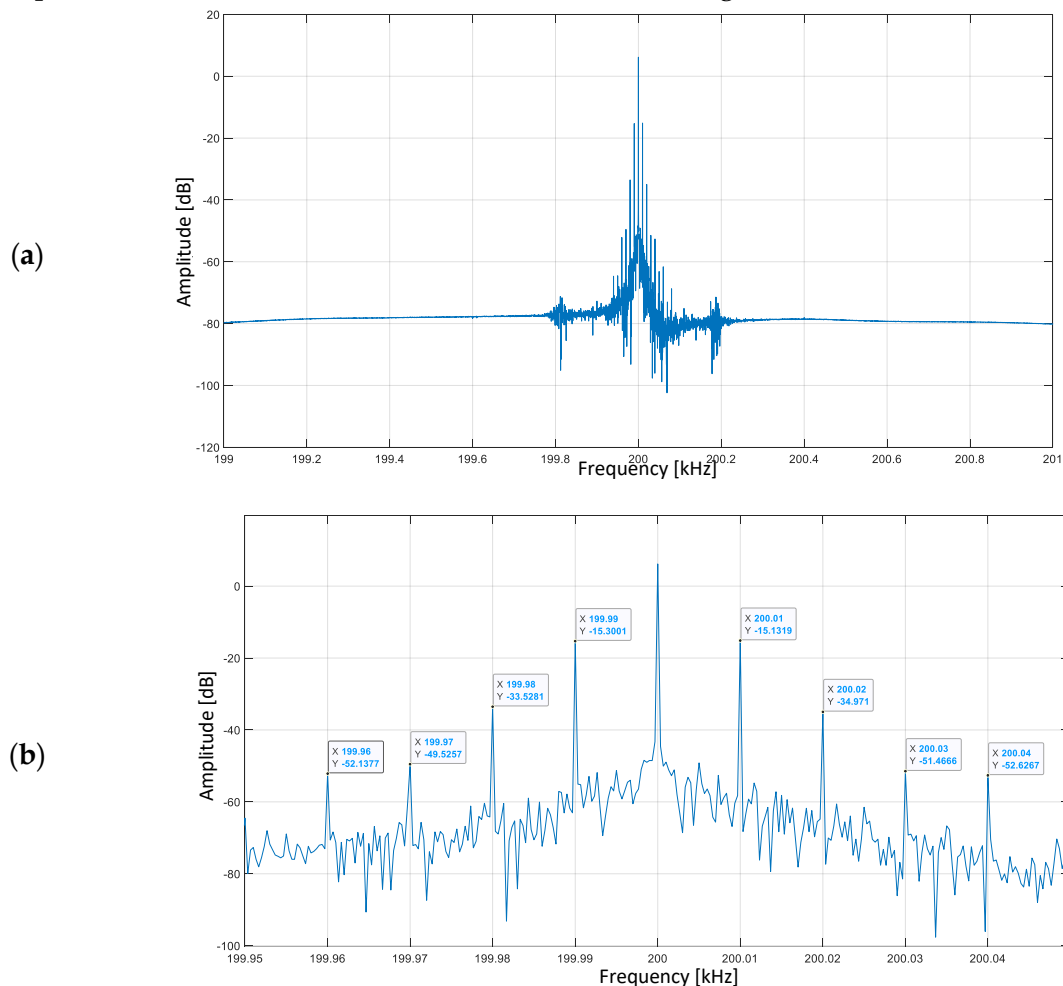 20
0
-20
-40
-60
-80
-100
-120
Amplitude [dB]
199 199.2 199.4 199.6 199.8 200 200.2 200.4 200.6 200.8 201
Frequency [kHz]
(a)
X 199.99
Y -15.3001
X 200.01
Y -15.1319
X 199.98
Y -33.5281
X 200.02
Y -34.971
X 199.96
Y -52.1377
X 199.97
Y -49.5257
X 200.03
Y -51.4666
X 200.04
Y -52.6267
0
-20
-40
-60
-80
-100
Amplitude [dB]
199.95 199.96 199.97 199.98 199.99 200 200.01 200.02 200.03 200.04
Frequency [kHz]
(b)